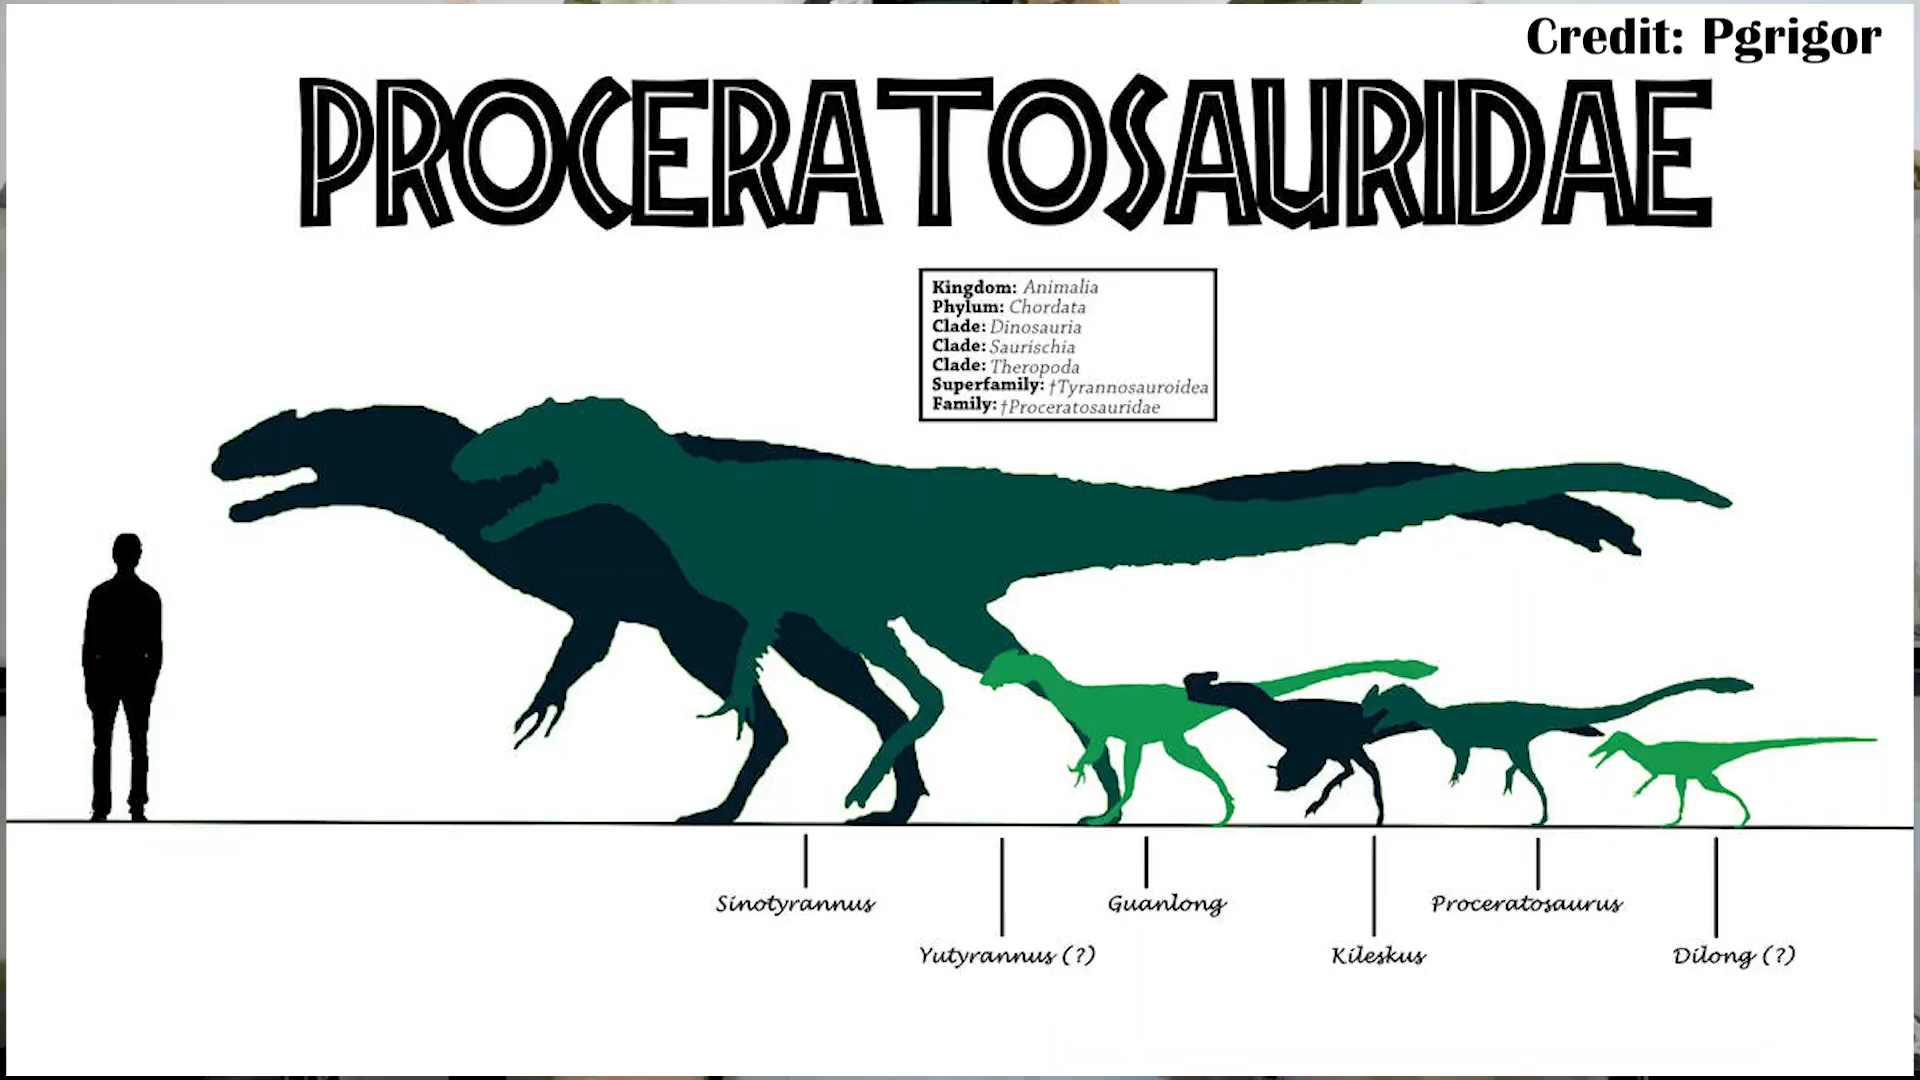 Credit: Pgrigor
PROCERATOSAURIDAE
Kingdom: Animalia
Phylum: Chordata
Clade: Dinosauria
Clade: Saurischia
Clade: Theropoda
Superfamily: †Tyrannosauroidea
Family: †Proceratosauridae
Sinotyrannus
Guanlong
Proceratosaurus
Yutyrannus (?)
Kileskus
Dilong (?)